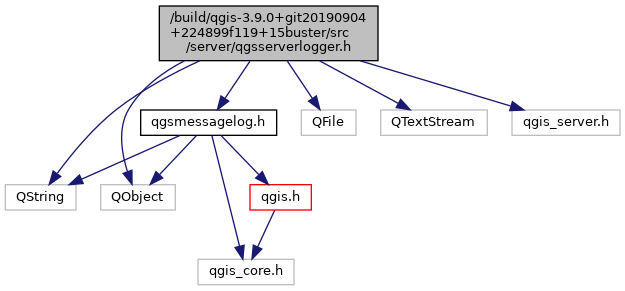 /build/qgis-3.9.0+git20190904
+224899f119+15buster/src
/server/qgsserverlogger.h
qgsmessagelog.h
QFile
QTextStream
qgis_server.h
QString
QObject
qgis.h
qgis_core.h